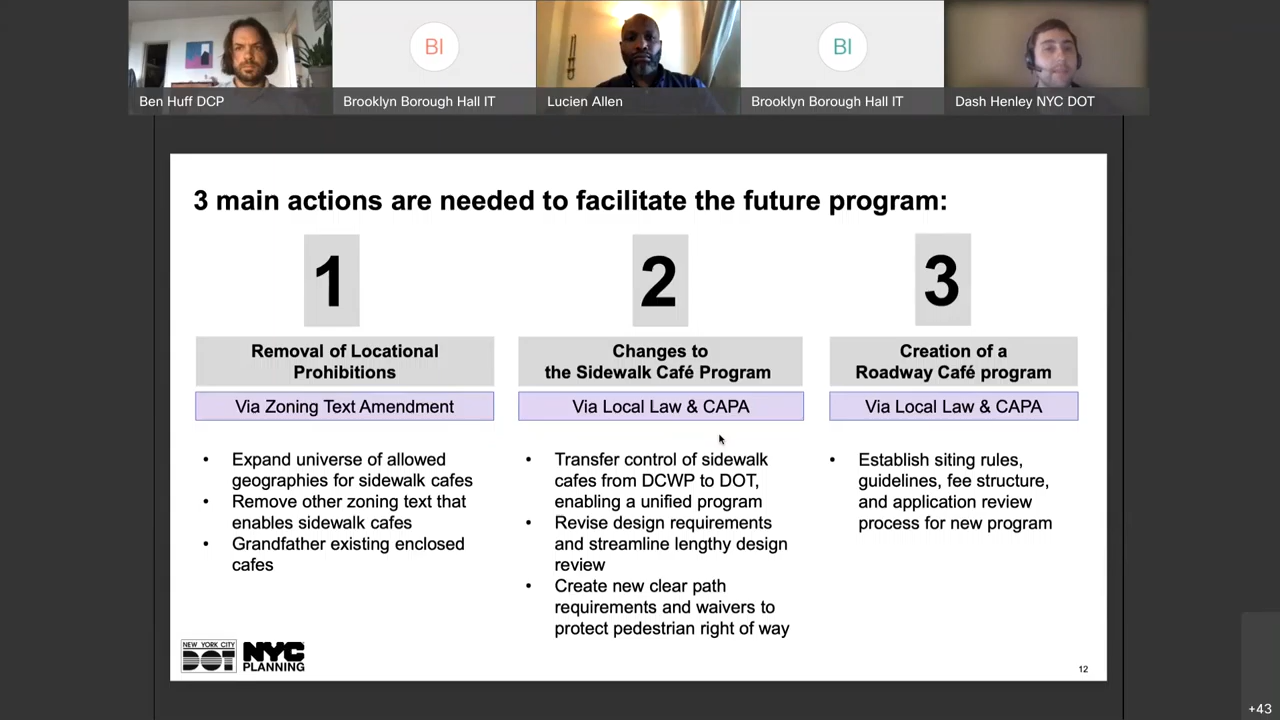 BI
BI
Ben Huff DCP
Brooklyn Borough Hall IT
Lucien Allen
Brooklyn Borough Hall IT
Dash Henley NYC DOT
3 main actions are needed to facilitate the future program:
1
2
3
Removal of Locational
Prohibitions
Via Zoning Text Amendment
• Expand universe of allowed
geographies for sidewalk cafes
• Remove other zoning text that
enables sidewalk cafes
• Grandfather existing enclosed
cafes
Changes to
the Sidewalk Café Program
Via Local Law & CAPA
• Transfer control of sidewalk
cafes from DCWP to DOT,
enabling a unified program
• Revise design requirements
and streamline lengthy design
review
• Create new clear path
requirements and waivers to
protect pedestrian right of way
Creation of a
Roadway Café program
Via Local Law & CAPA
• Establish siting rules,
guidelines, fee structure,
and application review
process for new program
NEW YORK CITY
DOT
NYC
PLANNING
12
+43